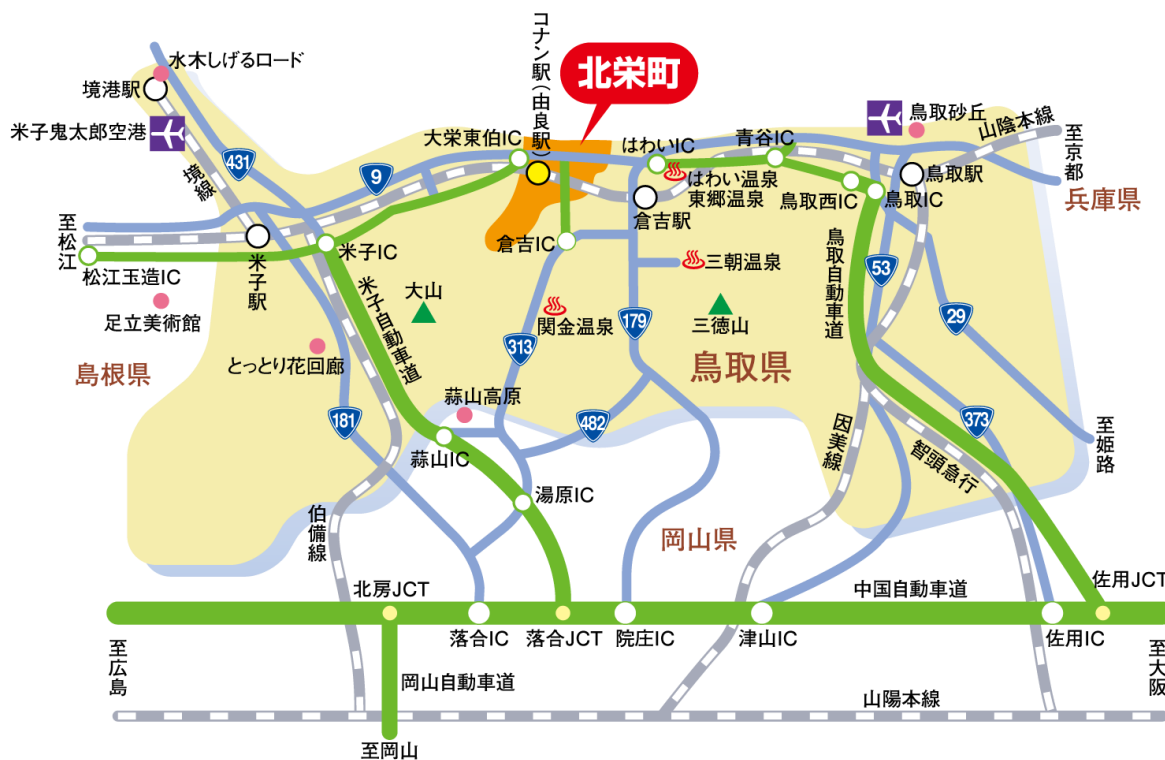 水木しげるロード
境港駅
米子鬼太郎空港
コナン駅（由良駅）
北栄町
鳥取砂丘
山陰本線
至京都
大栄東伯IC
はわいIC
青谷IC
431
9
境線
はわい温泉
東郷温泉
鳥取西IC
鳥取IC
鳥取駅
兵庫県
倉吉駅
至松江
松江玉造IC
米子駅
米子IC
倉吉IC
三朝温泉
鳥取自動車道
53
29
足立美術館
大山
米子自動車道
関金温泉
179
三徳山
313
島根県
とっとり花回廊
鳥取県
181
蒜山高原
482
373
因美線
智頭急行
至姫路
蒜山IC
湯原IC
伯備線
岡山県
北房JCT
中国自動車道
佐用JCT
落合IC
落合JCT
院庄IC
津山IC
佐用IC
至広島
至大阪
岡山自動車道
山陽本線
至岡山